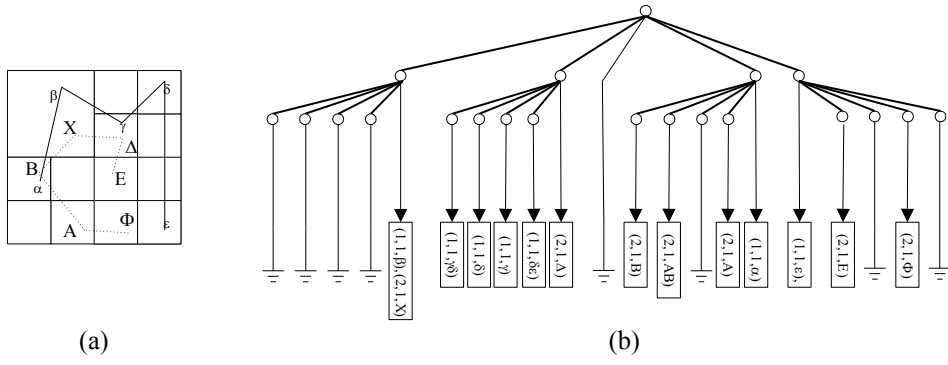 β
δ
γ
X
Δ
B
E
α
A
Φ
ε
(a)
(1,1,β),(2,1,X)
(1,1,γδ)
(1,1,δ)
(1,1,γ)
(1,1,δε)
(2,1,Δ)
(2,1,B)
(2,1,AB)
(2,1,A)
(1,1,α)
(1,1,ε),
(2,1,E)
(2,1,Φ)
(b)